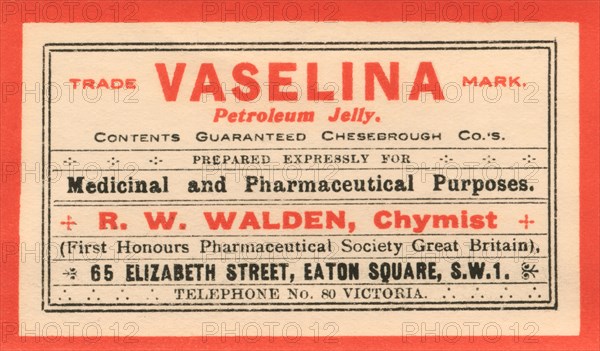 TRADE VASELINA MARK.
Petroleum Jelly.
CONTENTS GUARANTEED CHESEBROUGH CO.'S.
PREPARED EXPRESSLY FOR
Medicinal and Pharmaceutical Purposes.
R. W. WALDEN, Chymist
(First Honours Pharmaceutical Society Great Britain),
65 ELIZABETH STREET, EATON SQUARE, S.W.1.
TELEPHONE No. 80 VICTORIA.
PHOTO12